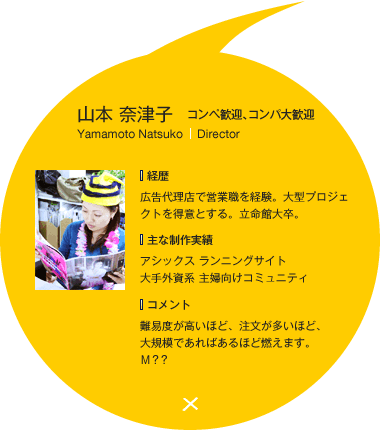 山本 奈津子 コンペ歓迎、コンパ大歓迎
Yamamoto Natsuko | Director
経歴
広告代理店で営業職を経験。大型プロジェ
クトを得意とする。立命館大卒。
主な制作実績
アシックス ランニングサイト
大手外資系 主婦向けコミュニティ
コメント
難易度が高いほど、注文が多いほど、
大規模であればあるほど燃えます。
M？？